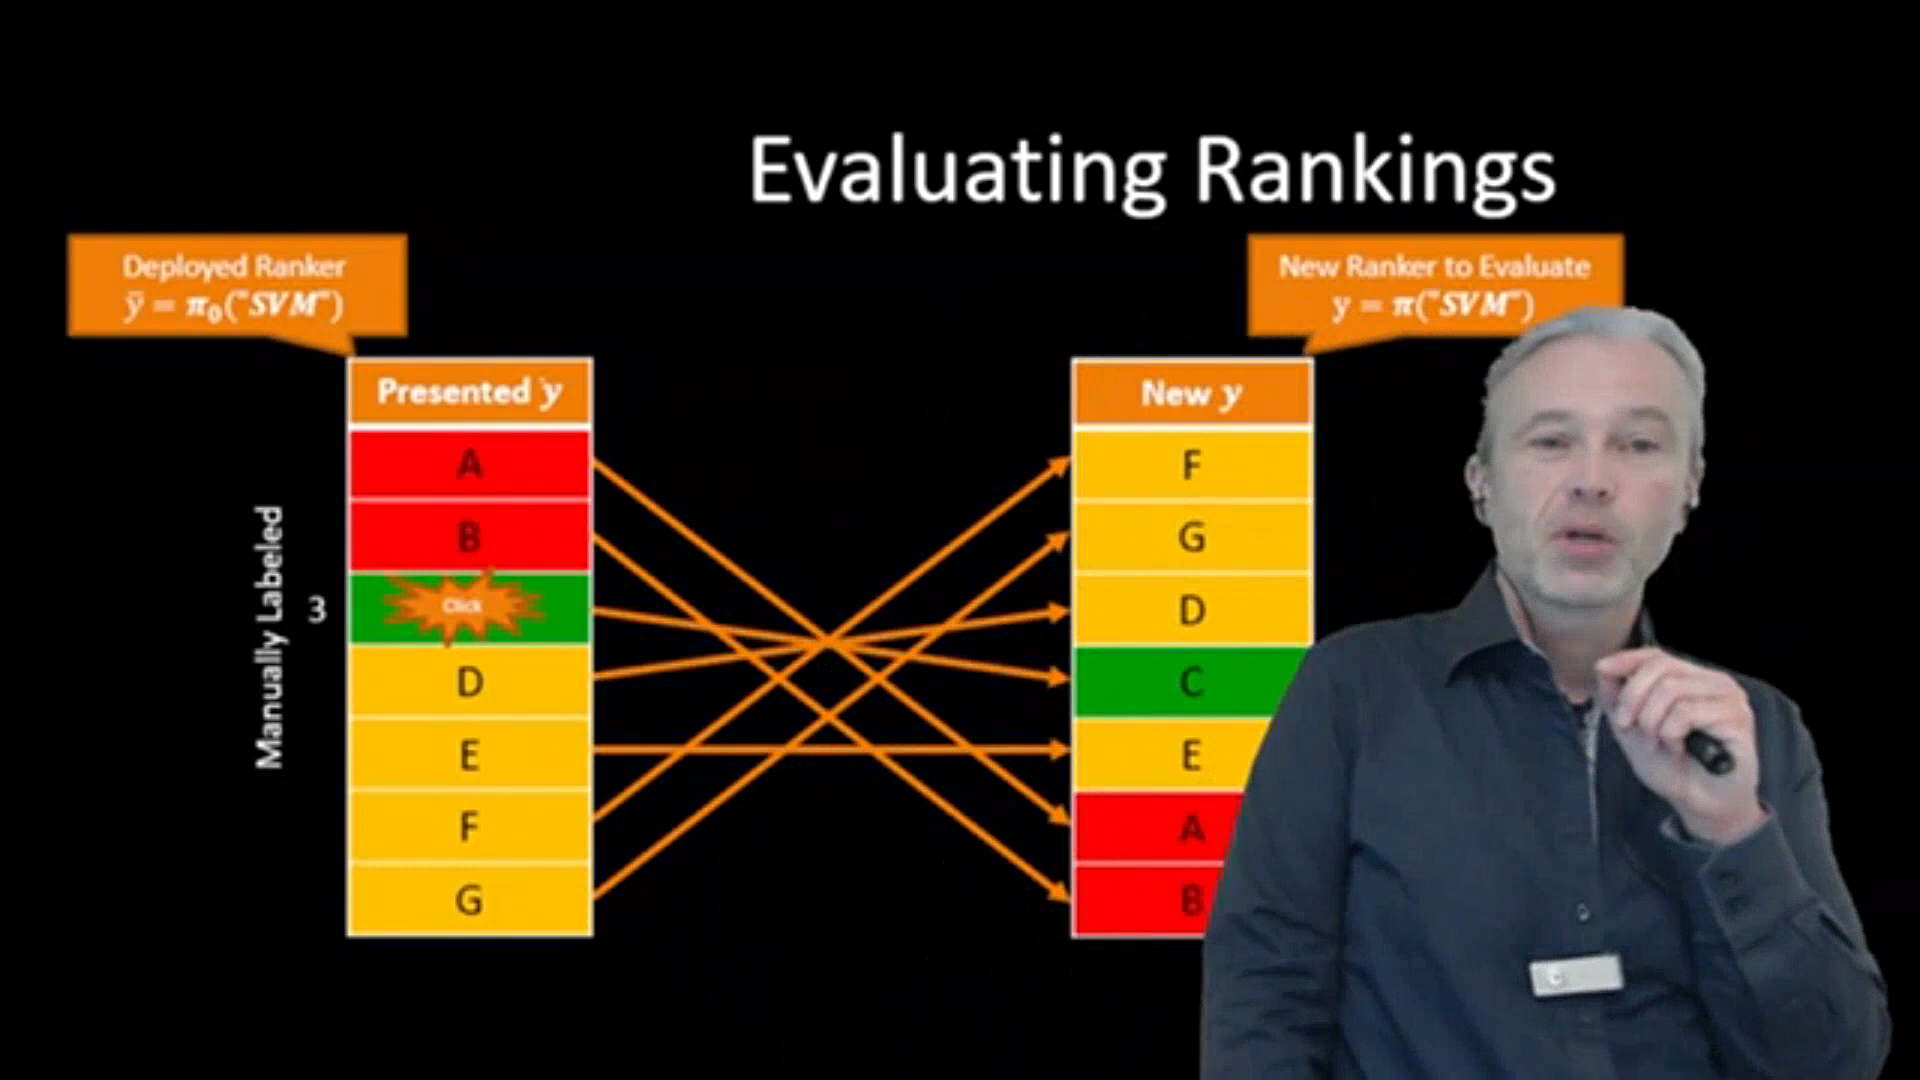 Evaluating Rankings
Deployed Ranker
ȳ = π₀("SVM")
New Ranker to Evaluate
y = π("SVM")
Presented ȳ
A
B
Click
D
E
F
G
Manually Labeled
3
New y
F
G
D
C
E
A
B